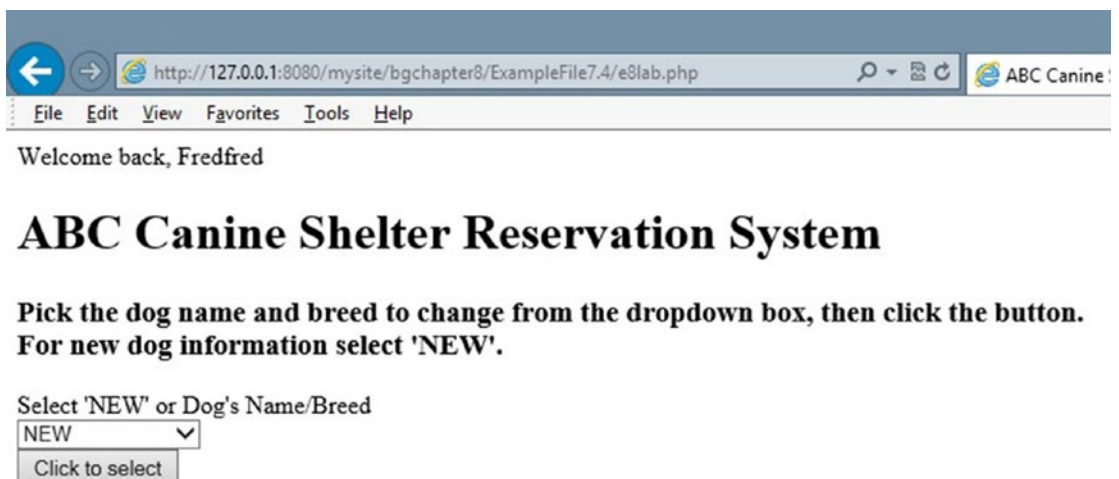 http://127.0.0.1:8080/mysite/bgchapter8/ExampleFile7.4/e8lab.php
ABC Canine
File Edit View Favorites Tools Help
Welcome back, Fredfred
ABC Canine Shelter Reservation System
Pick the dog name and breed to change from the dropdown box, then click the button.
For new dog information select 'NEW'.
Select 'NEW' or Dog's Name/Breed
NEW
Click to select